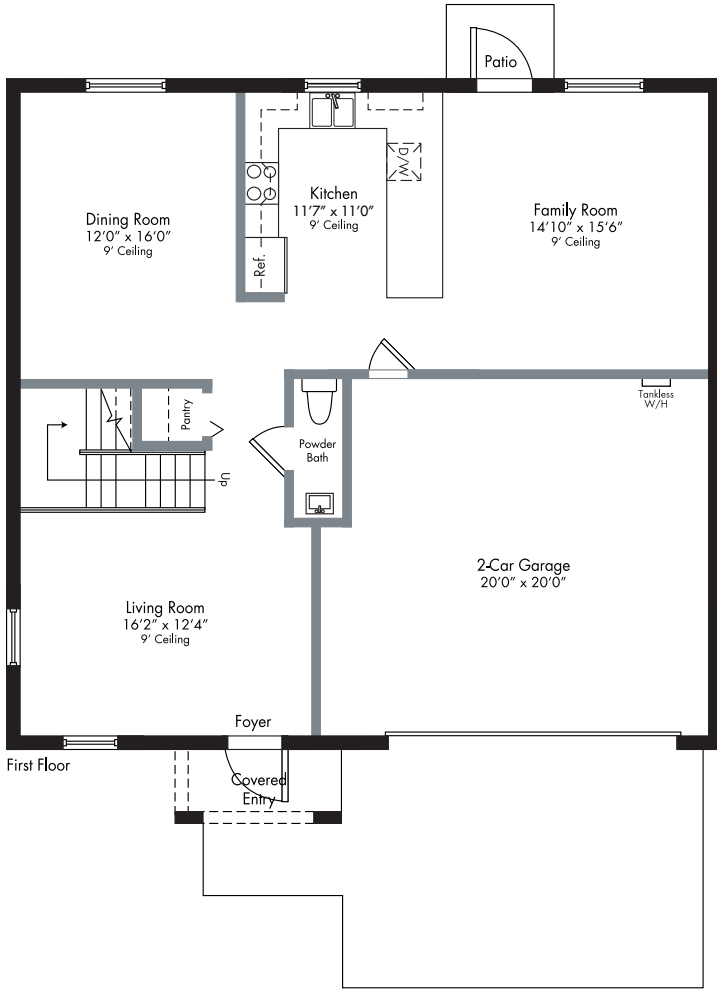 Patio
Kitchen
11'7" x 11'0"
9' Ceiling
D/W
Ref.
Dining Room
12'0" x 16'0"
9' Ceiling
Family Room
14'10" x 15'6"
9' Ceiling
Pantry
Powder
Bath
Tankless
W/H
Up
2-Car Garage
20'0" x 20'0"
Living Room
16'2" x 12'4"
9' Ceiling
Foyer
First Floor
Covered
Entry